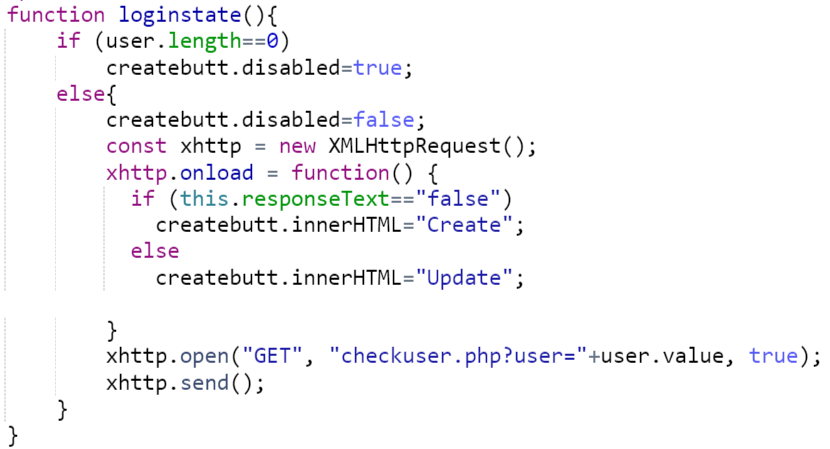 function loginstate(){
    if (user.length==0)
        createbutt.disabled=true;
    else{
        createbutt.disabled=false;
        const xhttp = new XMLHttpRequest();
        xhttp.onload = function() {
          if (this.responseText=="false")
            createbutt.innerHTML="Create";
          else
            createbutt.innerHTML="Update";
        }
        xhttp.open("GET", "checkuser.php?user="+user.value, true);
        xhttp.send();
    }
}